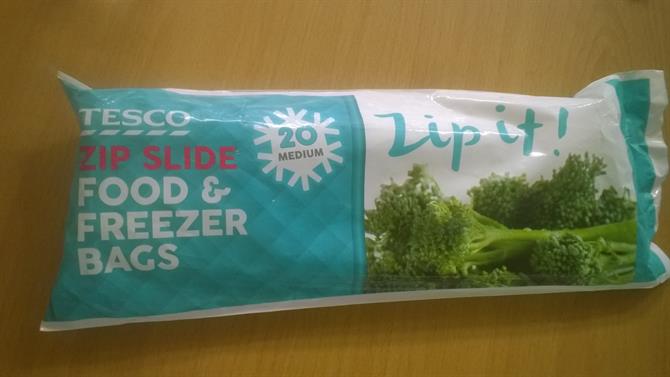 TESCO
ZIP SLIDE
FOOD &
FREEZER
BAGS
20
MEDIUM
Zip it!